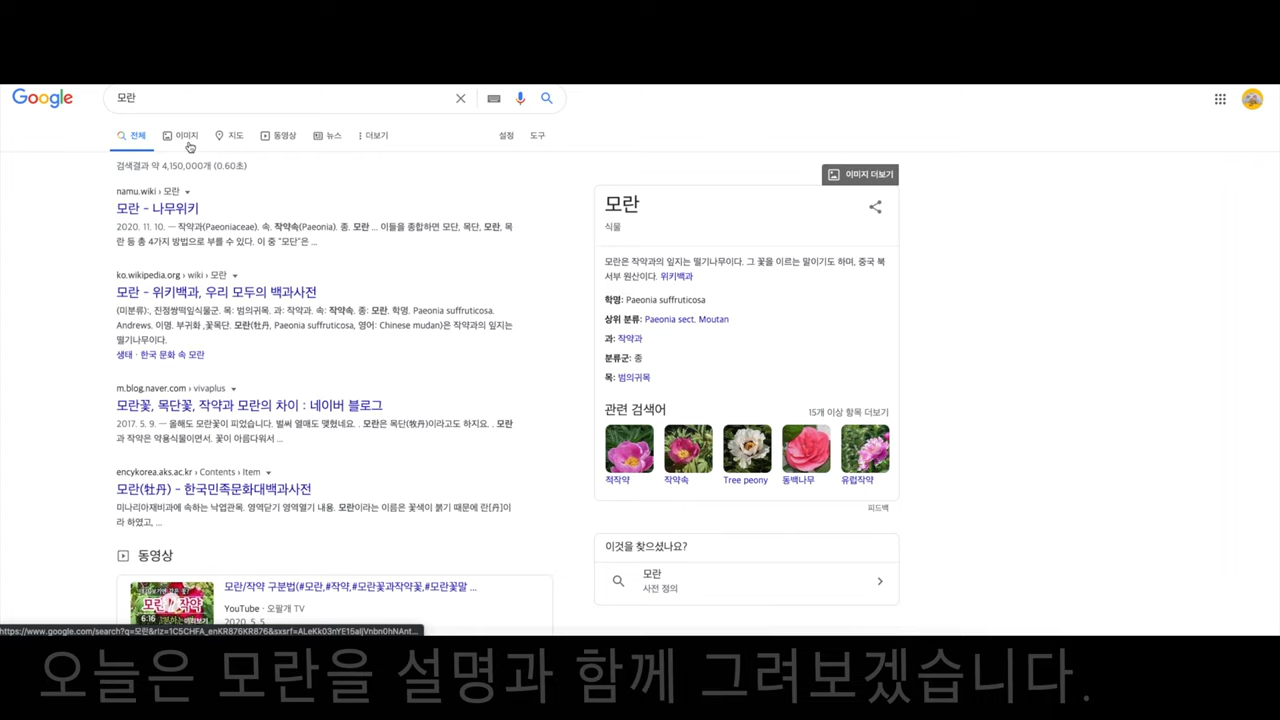 Google
모란
전체 이미지 지도 동영상 뉴스 더보기 설정 도구
검색결과 약 4,150,000개 (0.60초)
namu.wiki › 모란
모란 - 나무위키
2020. 11. 10. — 작약과(Paeoniaceae). 속. 작약속(Paeonia). 종. 모란 ... 이들을 종합하면 모단, 목단, 모란, 목
란 등 총 4가지 방법으로 부를 수 있다. 이 중 "모단"은 ...
ko.wikipedia.org › wiki › 모란
모란 - 위키백과, 우리 모두의 백과사전
(미분류):, 진정쌍떡잎식물군. 목: 범의귀목. 과: 작약과. 속: 작약속. 종: 모란. 학명. Paeonia suffruticosa.
Andrews. 이명. 부귀화 ,꽃목단. 모란(牡丹, Paeonia suffruticosa, 영어: Chinese mudan)은 작약과의 잎지는
떨기나무이다.
생태 · 한국 문화 속 모란
m.blog.naver.com › vivaplus
모란꽃, 목단꽃, 작약과 모란의 차이 : 네이버 블로그
2017. 5. 9. — 올해도 모란꽃이 피었습니다. 벌써 열매도 맺혔네요. . 모란은 목단(牧丹)이라고도 하지요. . 모란
과 작약은 약용식물이면서. 꽃이 아름다워서 ...
encykorea.aks.ac.kr › Contents › Item
모란(牡丹) - 한국민족문화대백과사전
미나리아재비과에 속하는 낙엽관목. 영역닫기 영역열기 내용. 모란이라는 이름은 꽃색이 붉기 때문에 란[丹]이
라 하였고, ...
동영상
모란/작약 구분법(#모란,#작약,#모란꽃과작약꽃,#모란꽃말 ...
YouTube · 오팔개 TV
2020. 5. 5.
모란 작약
6:16
이미지 더보기
모란
식물
모란은 작약과의 잎지는 떨기나무이다. 그 꽃을 이르는 말이기도 하며, 중국 북
서부 원산이다. 위키백과
학명: Paeonia suffruticosa
상위 분류: Paeonia sect. Moutan
과: 작약과
분류군: 종
목: 범의귀목
관련 검색어 15개 이상 항목 더보기
적작약 작약속 Tree peony 동백나무 유럽작약
피드백
이것을 찾으셨나요?
모란
사전 정의
https://www.google.com/search?q=모란&rlz=1C5CHFA_enKR876KR876&sxsrf=ALeKk03nYE15aIjVnbn0hNAnt...
오늘은 모란을 설명과 함께 그려보겠습니다.